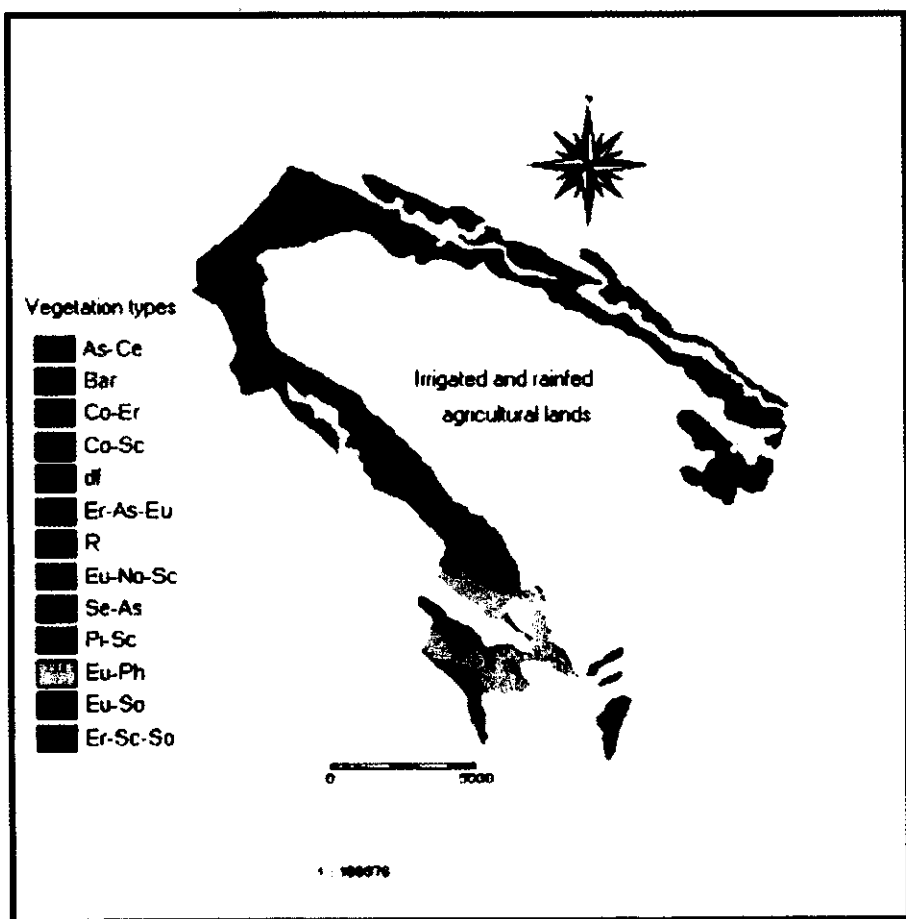 Vegetation types
As-Ce
Bar
Co-Er
Co-Sc
df
Er-As-Eu
R
Eu-No-Sc
Se-As
Pi-Sc
Eu-Ph
Eu-So
Er-Sc-So
Irrigated and rainfed
agricultural lands
0 5000